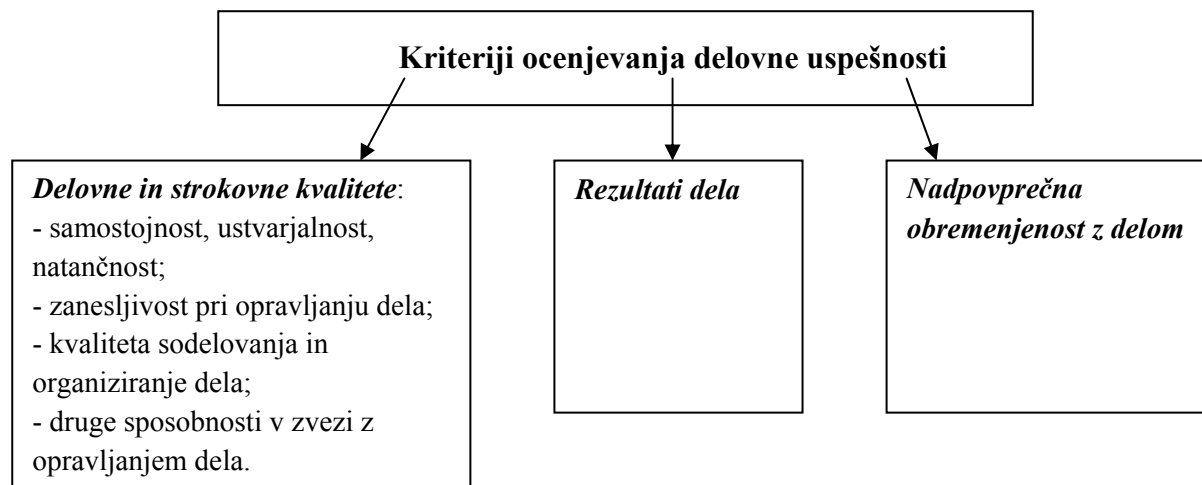 Kriteriji ocenjevanja delovne uspešnosti
Delovne in strokovne kvalitete:
- samostojnost, ustvarjalnost,
natančnost;
- zanesljivost pri opravljanju dela;
- kvaliteta sodelovanja in
organiziranje dela;
- druge sposobnosti v zvezi z
opravljanjem dela.
Rezultati dela
Nadpovprečna
obremenjenost z delom